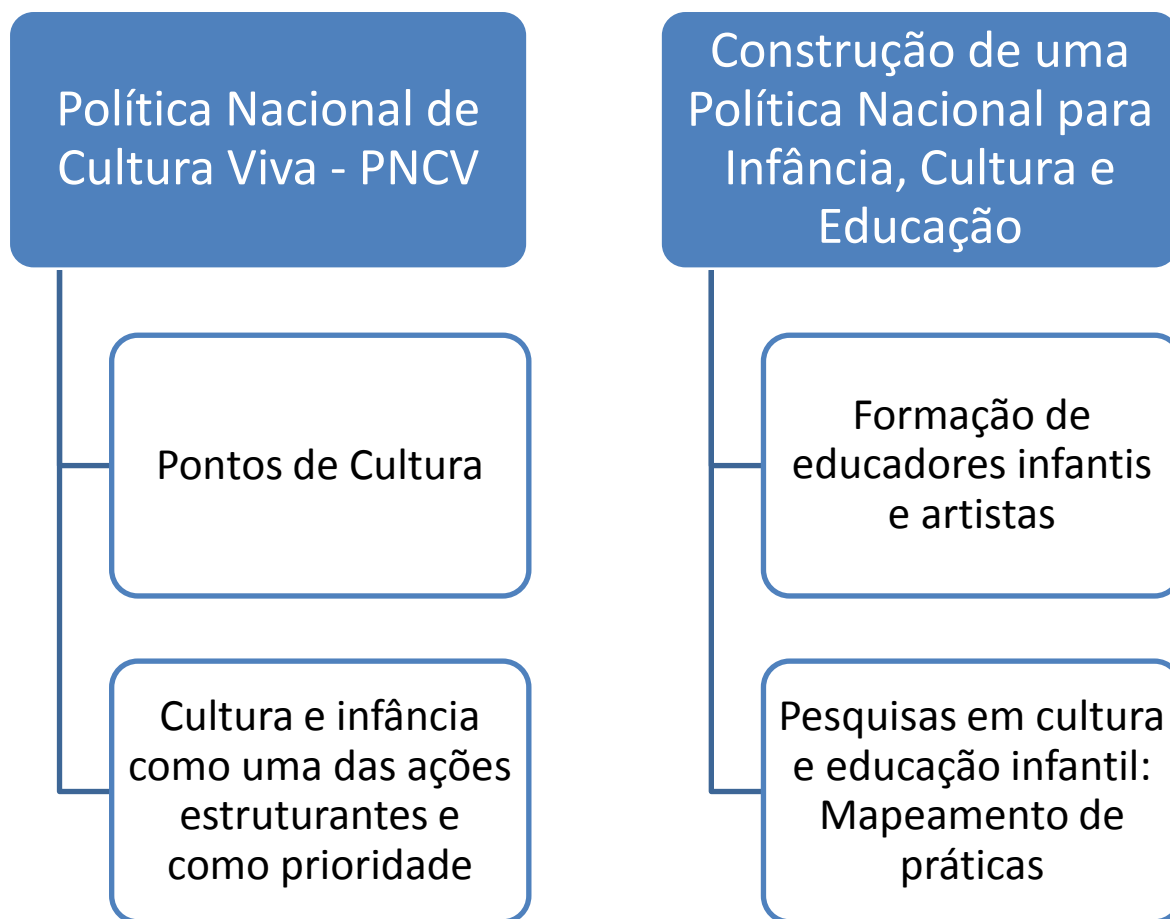 Política Nacional de
Cultura Viva - PNCV
Pontos de Cultura
Cultura e infância
como uma das ações
estruturantes e
como prioridade
Construção de uma
Política Nacional para
Infância, Cultura e
Educação
Formação de
educadores infantis
e artistas
Pesquisas em cultura
e educação infantil:
Mapeamento de
práticas